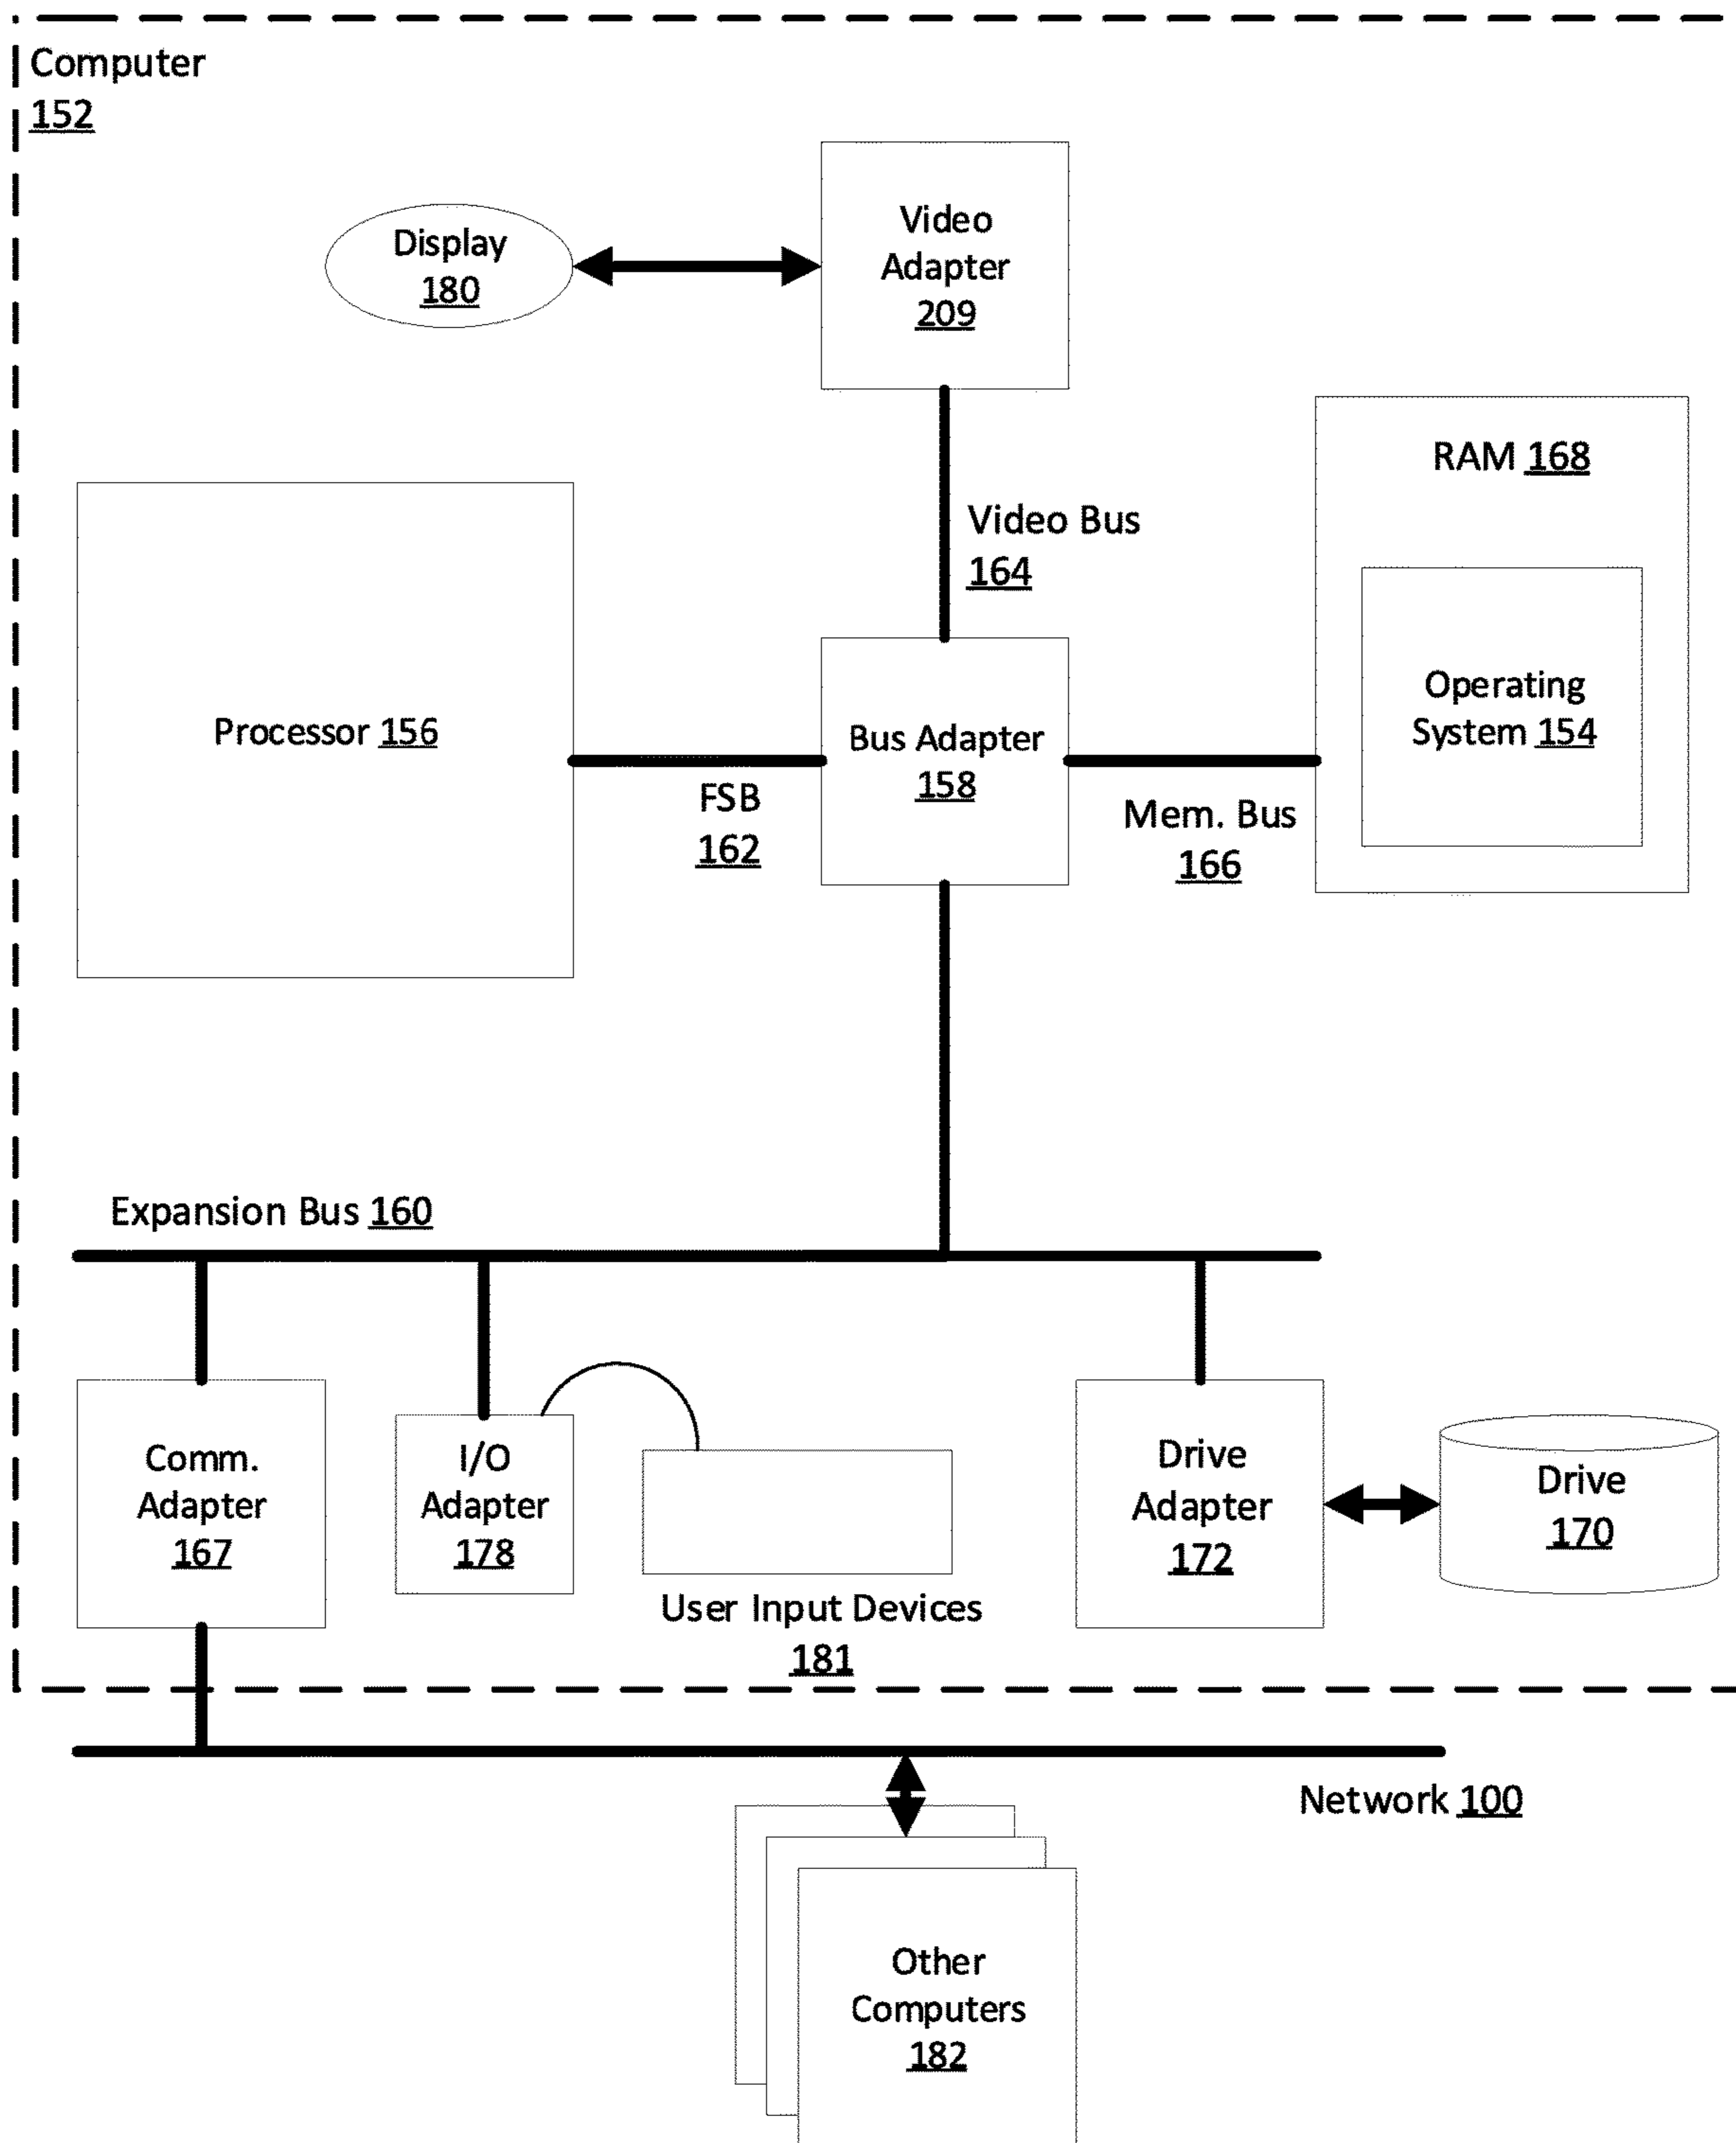 Computer
152
Video
Adapter
209
Display
180
RAM 168
Video Bus
164
Operating
System 154
Processor 156
Bus Adapter
158
FSB
162
Mem. Bus
166
Expansion Bus 160
Comm.
Adapter
167
I/O
Adapter
178
User Input Devices
181
Drive
Adapter
172
Drive
170
Network 100
Other
Computers
182